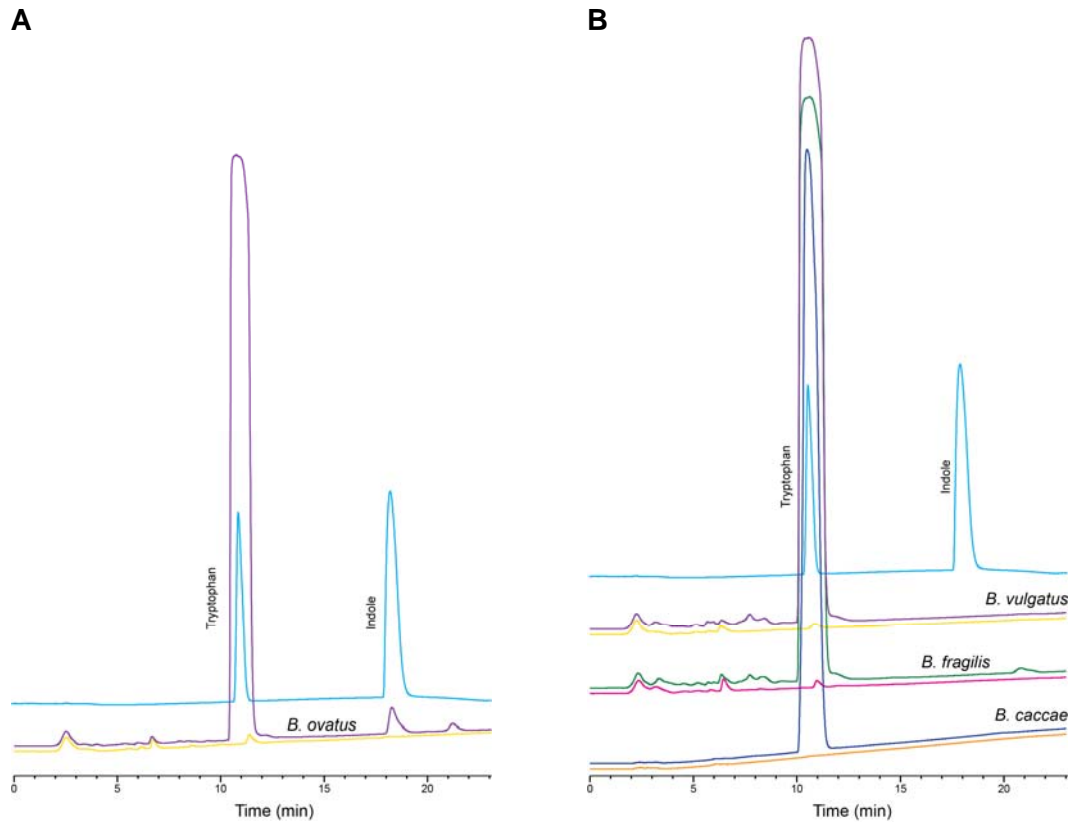 A
Tryptophan
Indole
B. ovatus
0
5
10
15
20
Time (min)
B
Tryptophan
Indole
B. vulgatus
B. fragilis
B. caccae
0
5
10
15
20
Time (min)